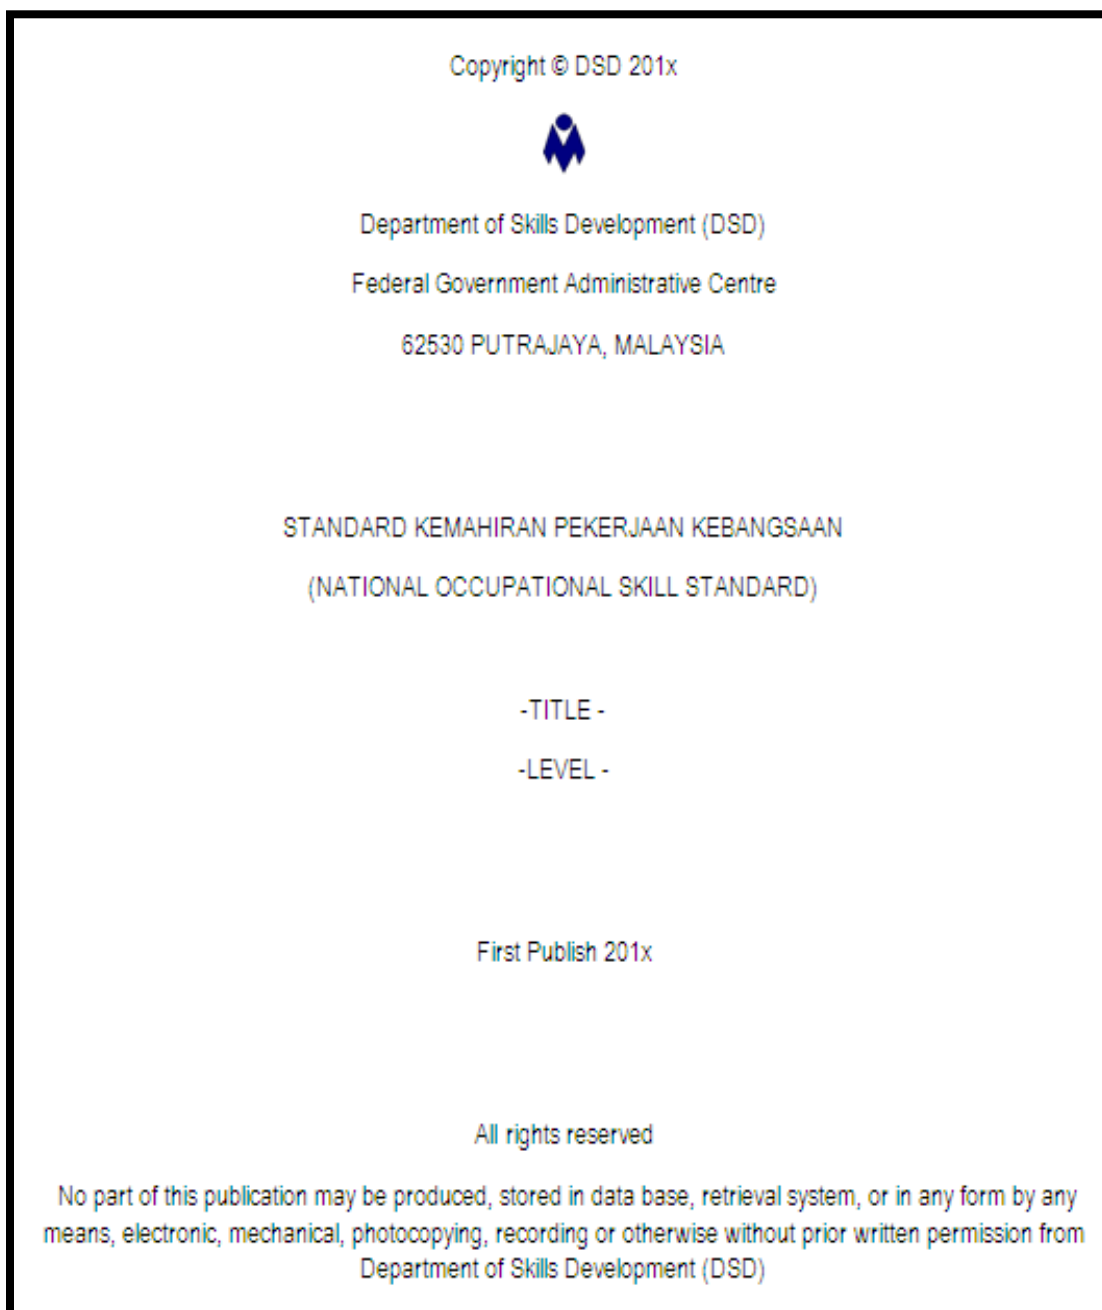 Copyright © DSD 201x
Department of Skills Development (DSD)
Federal Government Administrative Centre
62530 PUTRAJAYA, MALAYSIA
STANDARD KEMAHIRAN PEKERJAAN KEBANGSAAN
(NATIONAL OCCUPATIONAL SKILL STANDARD)
-TITLE -
-LEVEL -
First Publish 201x
All rights reserved
No part of this publication may be produced, stored in data base, retrieval system, or in any form by any
means, electronic, mechanical, photocopying, recording or otherwise without prior written permission from
Department of Skills Development (DSD)